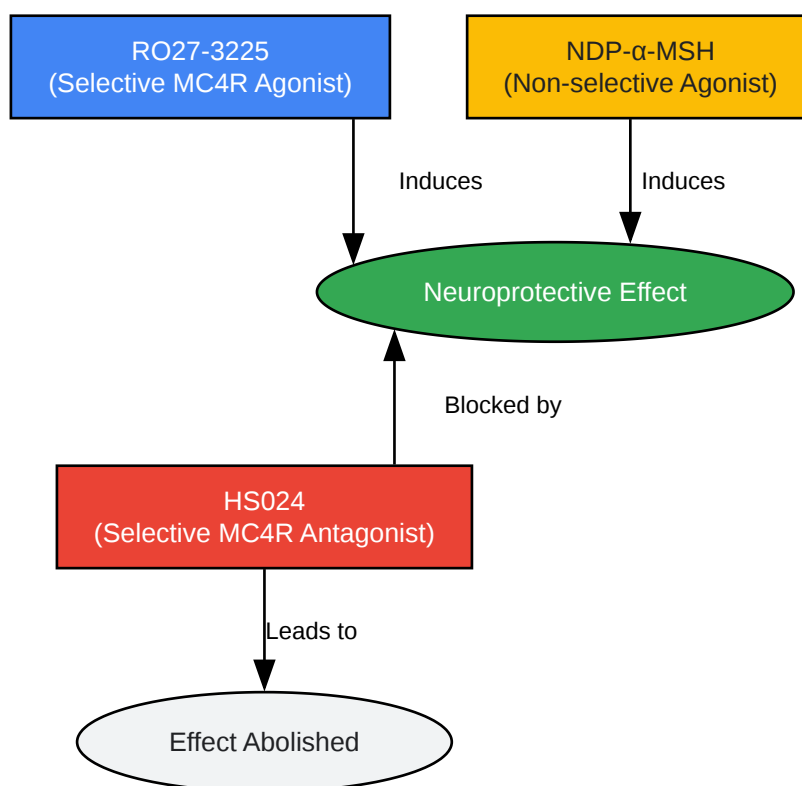 RO27-3225
(Selective MC4R Agonist)
NDP-α-MSH
(Non-selective Agonist)
Induces
Induces
Neuroprotective Effect
Blocked by
HS024
(Selective MC4R Antagonist)
Leads to
Effect Abolished